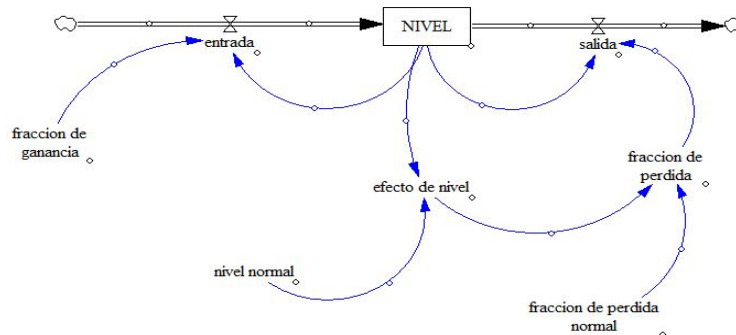 NIVEL
entrada
salida
fraccion de
ganancia
fraccion de
perdida
efecto de nivel
nivel normal
fraccion de perdida
normal